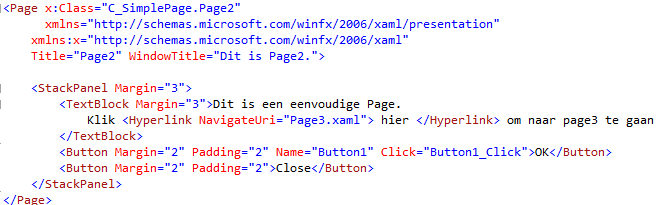 <Page x:Class="C_SimplePage.Page2"
xmlns="http://schemas.microsoft.com/winfx/2006/xaml/presentation"
xmlns:x="http://schemas.microsoft.com/winfx/2006/xaml"
Title="Page2" WindowTitle="Dit is Page2.">
<StackPanel Margin="3">
<TextBlock Margin="3">Dit is een eenvoudige Page.
Klik <Hyperlink NavigateUri="Page3.xaml"> hier </Hyperlink> om naar page3 te gaan
</TextBlock>
<Button Margin="2" Padding="2" Name="Button1" Click="Button1_Click">OK</Button>
<Button Margin="2" Padding="2">Close</Button>
</StackPanel>
</Page>